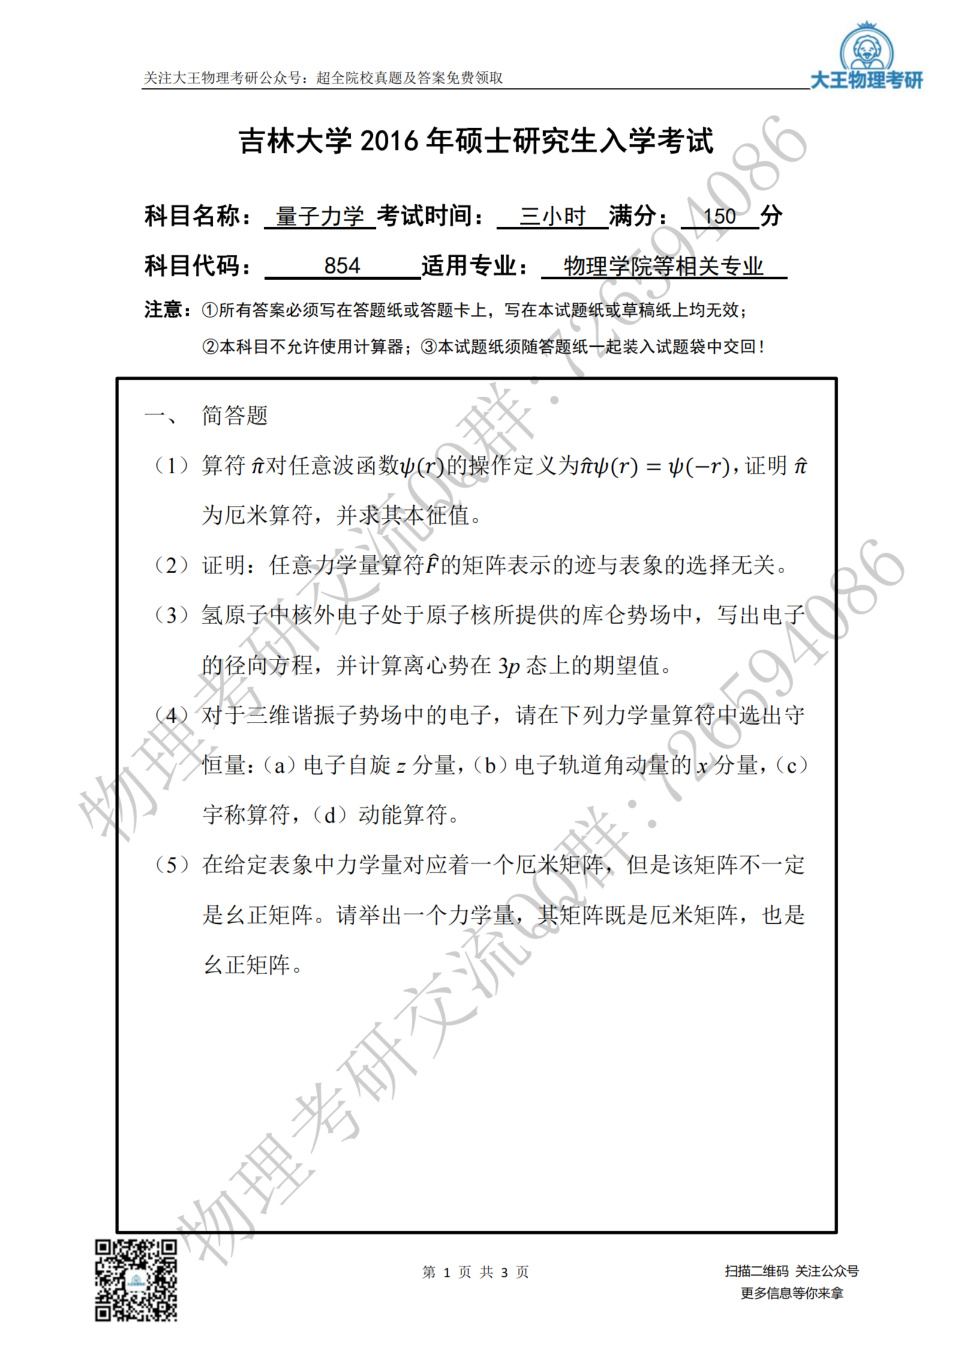 关注大王物理考研公众号：超全院校真题及答案免费领取
大王物理考研
吉林大学 2016 年硕士研究生入学考试
科目名称： 量子力学 考试时间： 三小时 满分： 150 分
科目代码： 854 适用专业： 物理学院等相关专业
注意：①所有答案必须写在答题纸或答题卡上，写在本试题纸或草稿纸上均无效；
②本科目不允许使用计算器；③本试题纸须随答题纸一起装入试题袋中交回！
一、 简答题
（1）算符 π̂对任意波函数ψ(r)的操作定义为π̂ψ(r) = ψ(−r)，证明 π̂
为厄米算符，并求其本征值。
（2）证明：任意力学量算符F̂的矩阵表示的迹与表象的选择无关。
（3）氢原子中核外电子处于原子核所提供的库仑势场中，写出电子
的径向方程，并计算离心势在 3p 态上的期望值。
（4）对于三维谐振子势场中的电子，请在下列力学量算符中选出守
恒量：（a）电子自旋 z 分量，（b）电子轨道角动量的 x 分量，（c）
宇称算符，（d）动能算符。
（5）在给定表象中力学量对应着一个厄米矩阵，但是该矩阵不一定
是幺正矩阵。请举出一个力学量，其矩阵既是厄米矩阵，也是
幺正矩阵。
物理考研交流QQ群：726594086
物理考研交流QQ群：726594086
大王物理考研
第 1 页 共 3 页
扫描二维码 关注公众号
更多信息等你来拿